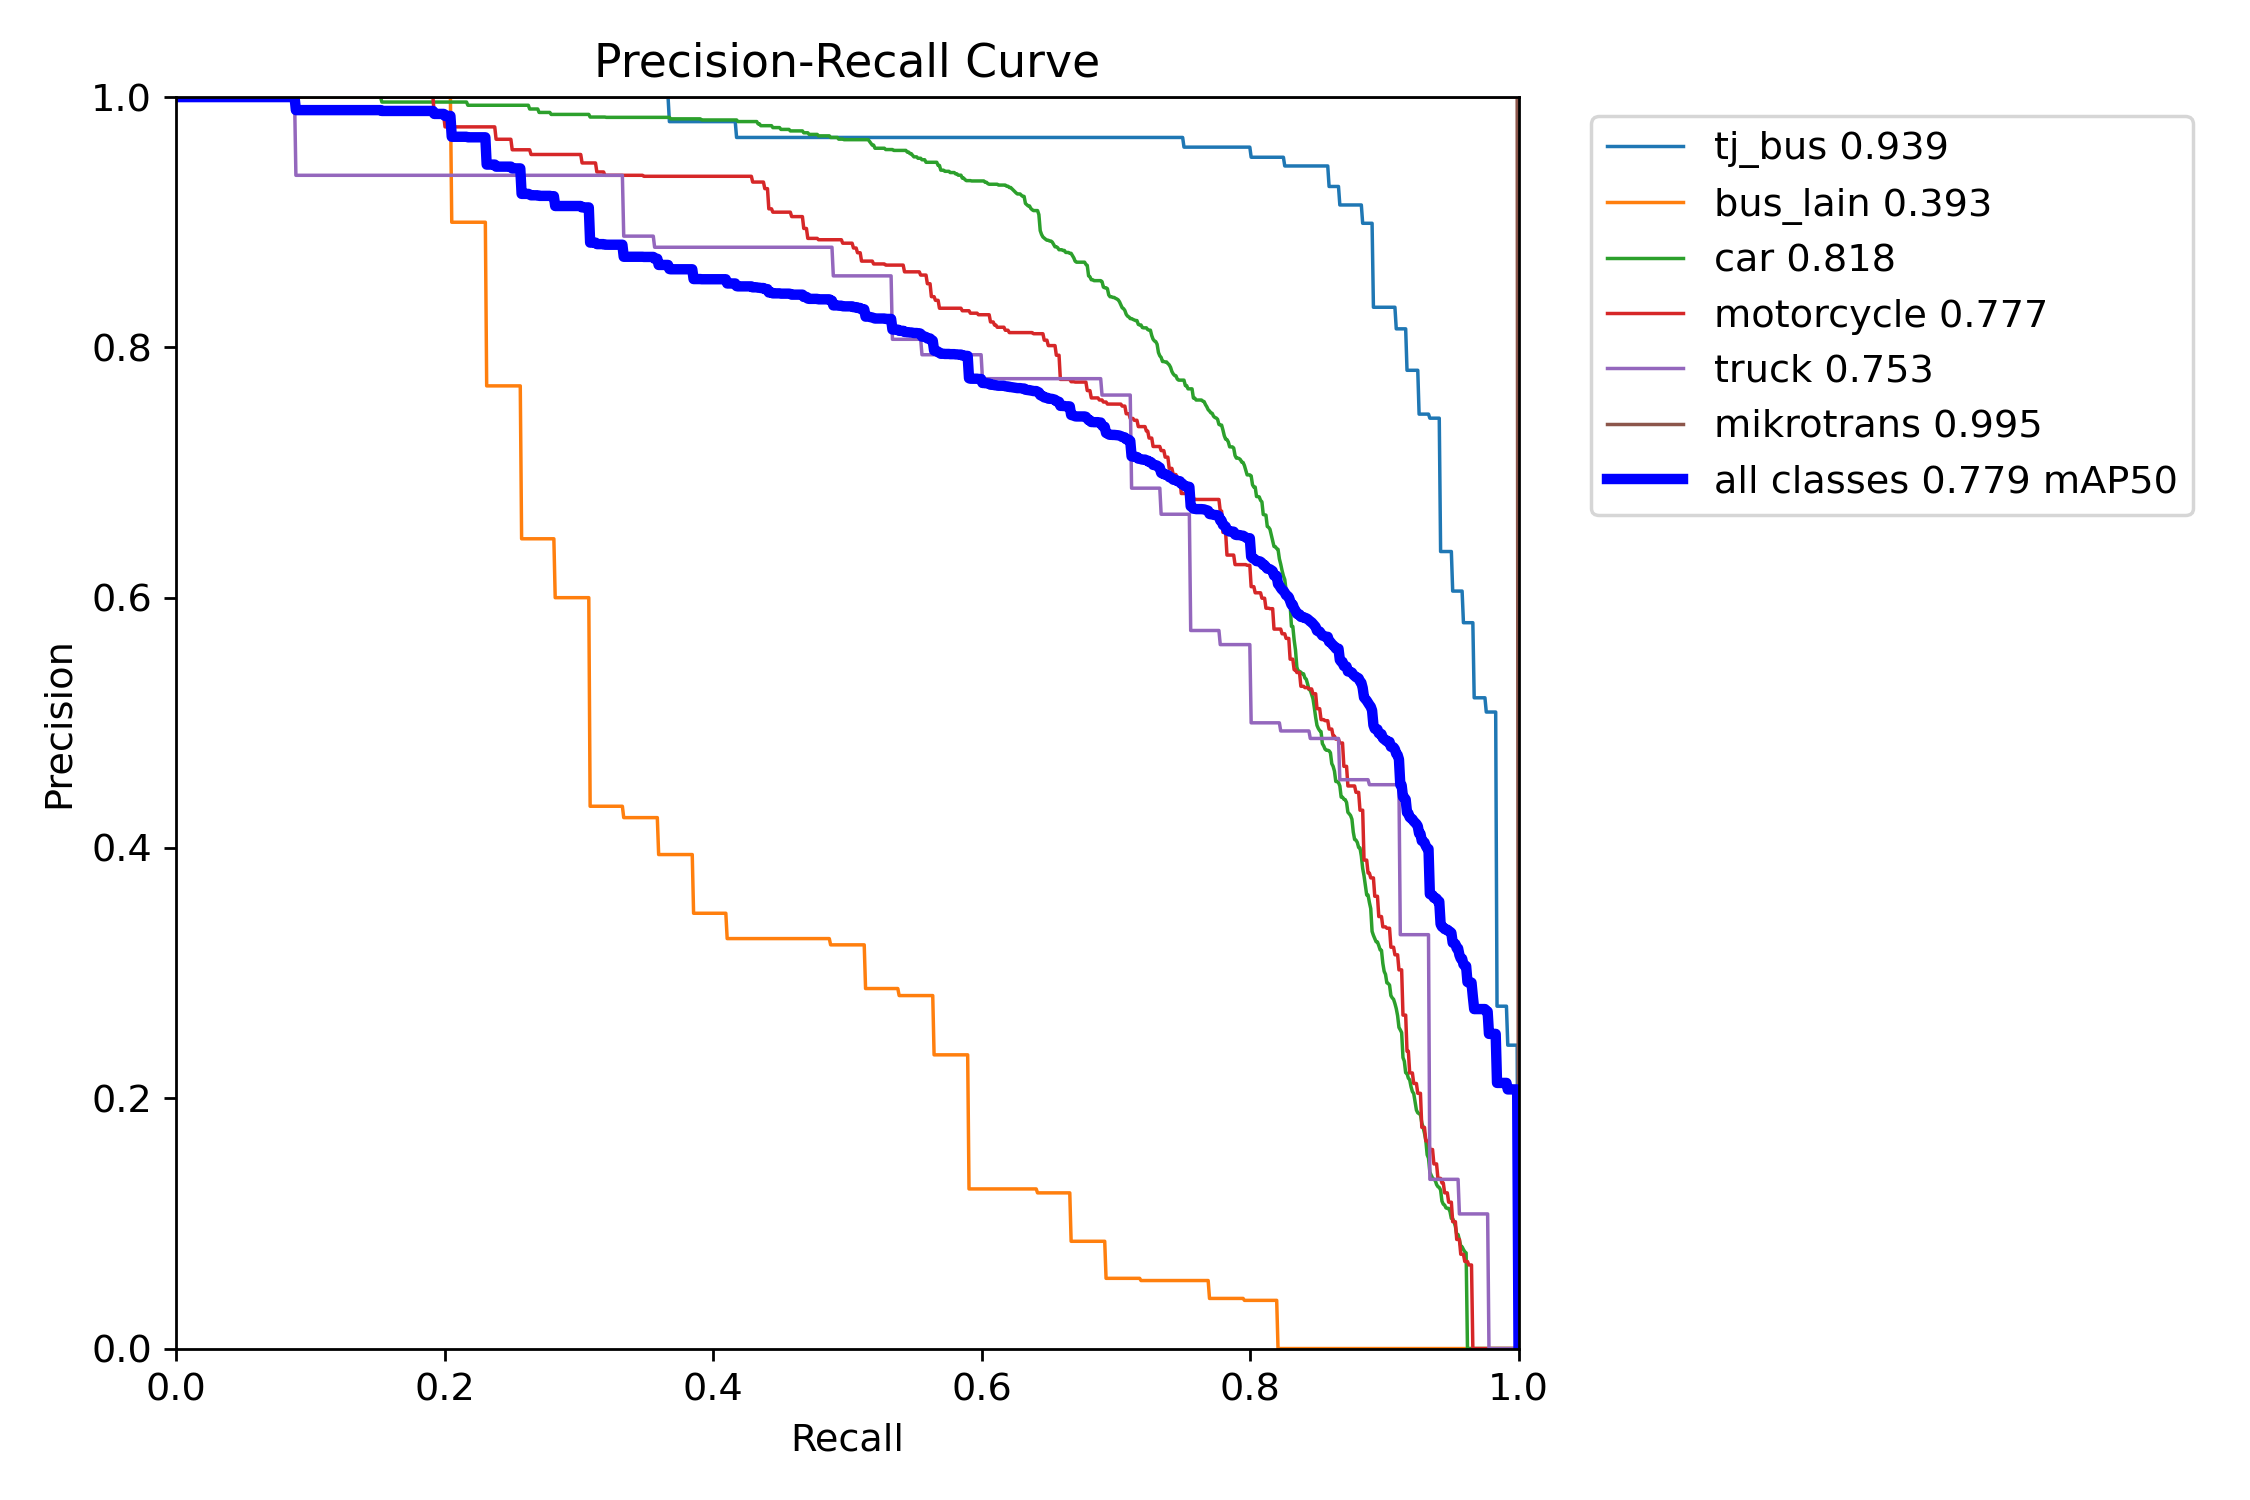 Precision-Recall Curve
1.0
0.8
0.6
0.4
0.2
0.0
Precision
0.0 0.2 0.4 0.6 0.8 1.0
Recall
tj_bus 0.939
bus_lain 0.393
car 0.818
motorcycle 0.777
truck 0.753
mikrotrans 0.995
all classes 0.779 mAP50